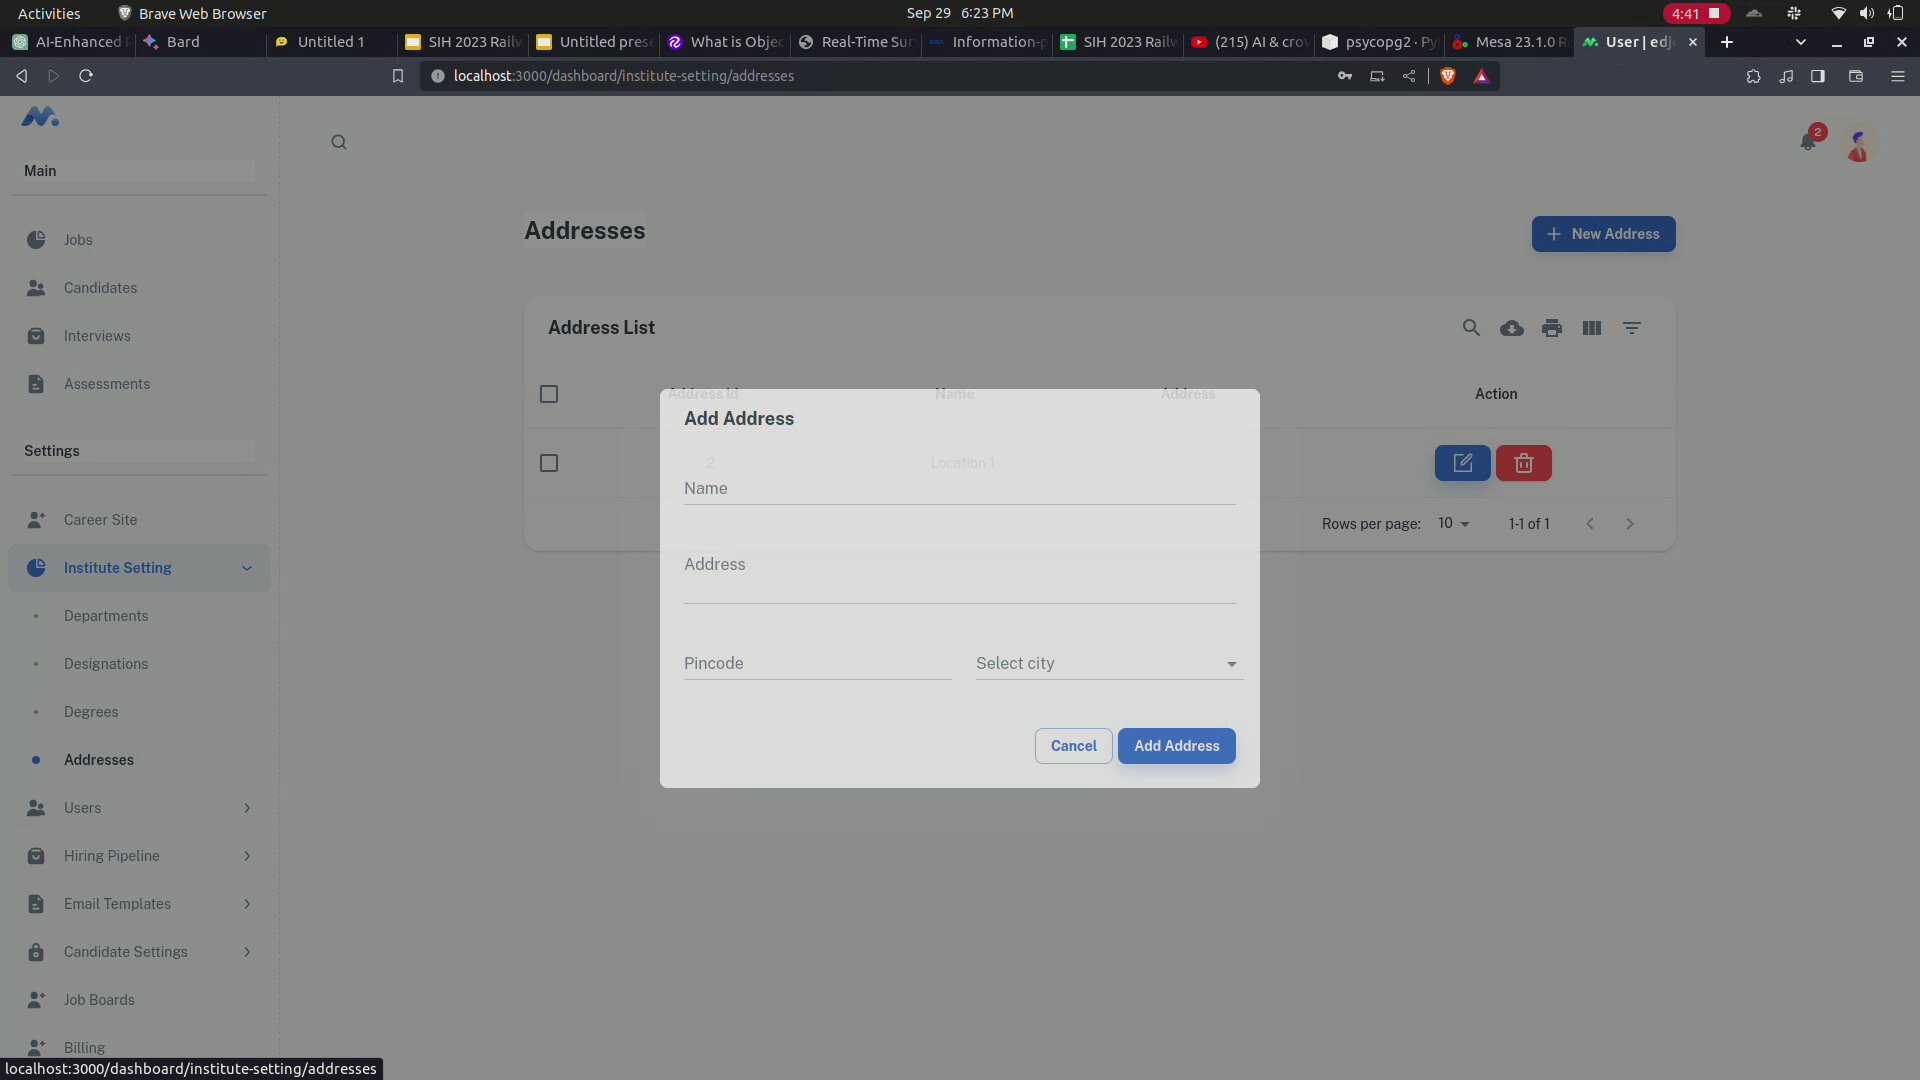 Activities
Brave Web Browser
Sep 29 6:23 PM
4:41
AI-Enhanced
Bard
Untitled 1
SIH 2023 Railw
Untitled prese
What is Objec
Real-Time Sur
Information-p
SIH 2023 Railw
(215) AI & crow
psycopg2 · Py
Mesa 23.1.0 R
User | edjo
localhost:3000/dashboard/institute-setting/addresses
2
Main
Jobs
Candidates
Interviews
Assessments
Settings
Career Site
Institute Setting
Departments
Designations
Degrees
Addresses
Users
Hiring Pipeline
Email Templates
Candidate Settings
Job Boards
Billing
Addresses
New Address
Address List
Address Id
Name
Address
Action
2
Location 1
Rows per page:
10
1-1 of 1
Add Address
Name
Address
Pincode
Select city
Cancel
Add Address
localhost:3000/dashboard/institute-setting/addresses